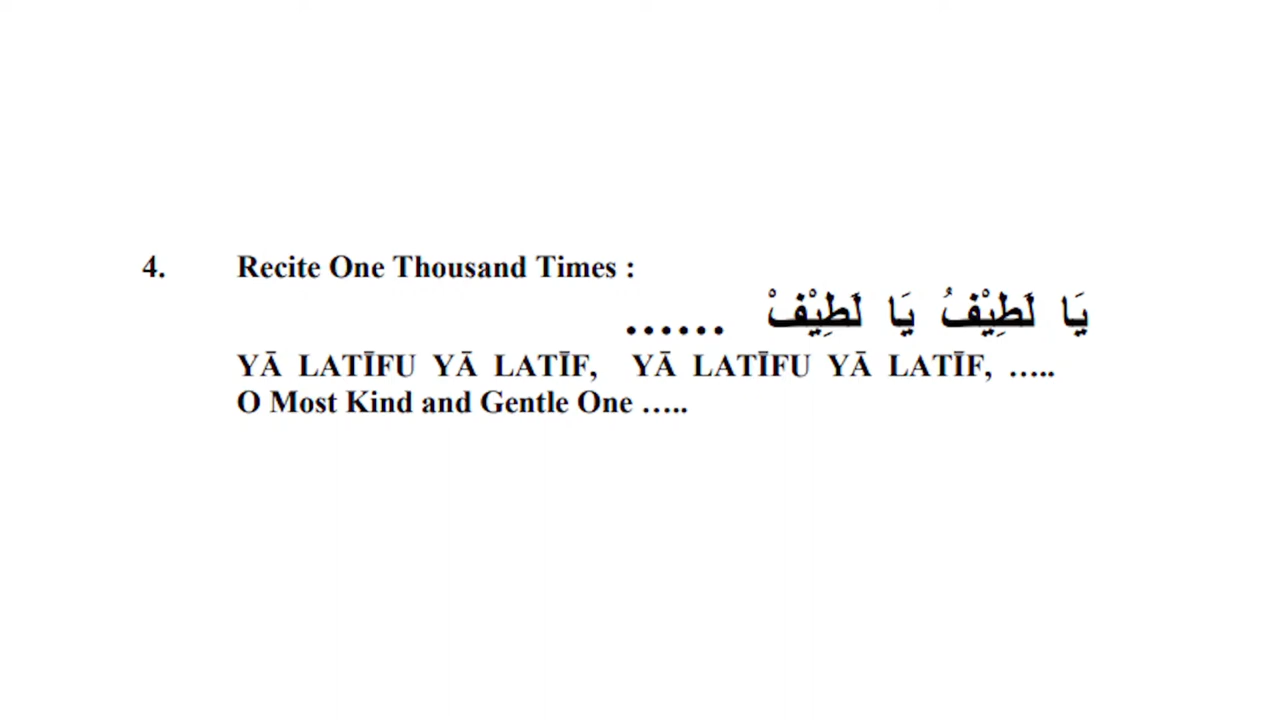 4. Recite One Thousand Times :
يَا لَطِيْفُ يَا لَطِيْفْ ......
YĀ LATĪFU YĀ LATĪF, YĀ LATĪFU YĀ LATĪF, .....
O Most Kind and Gentle One .....